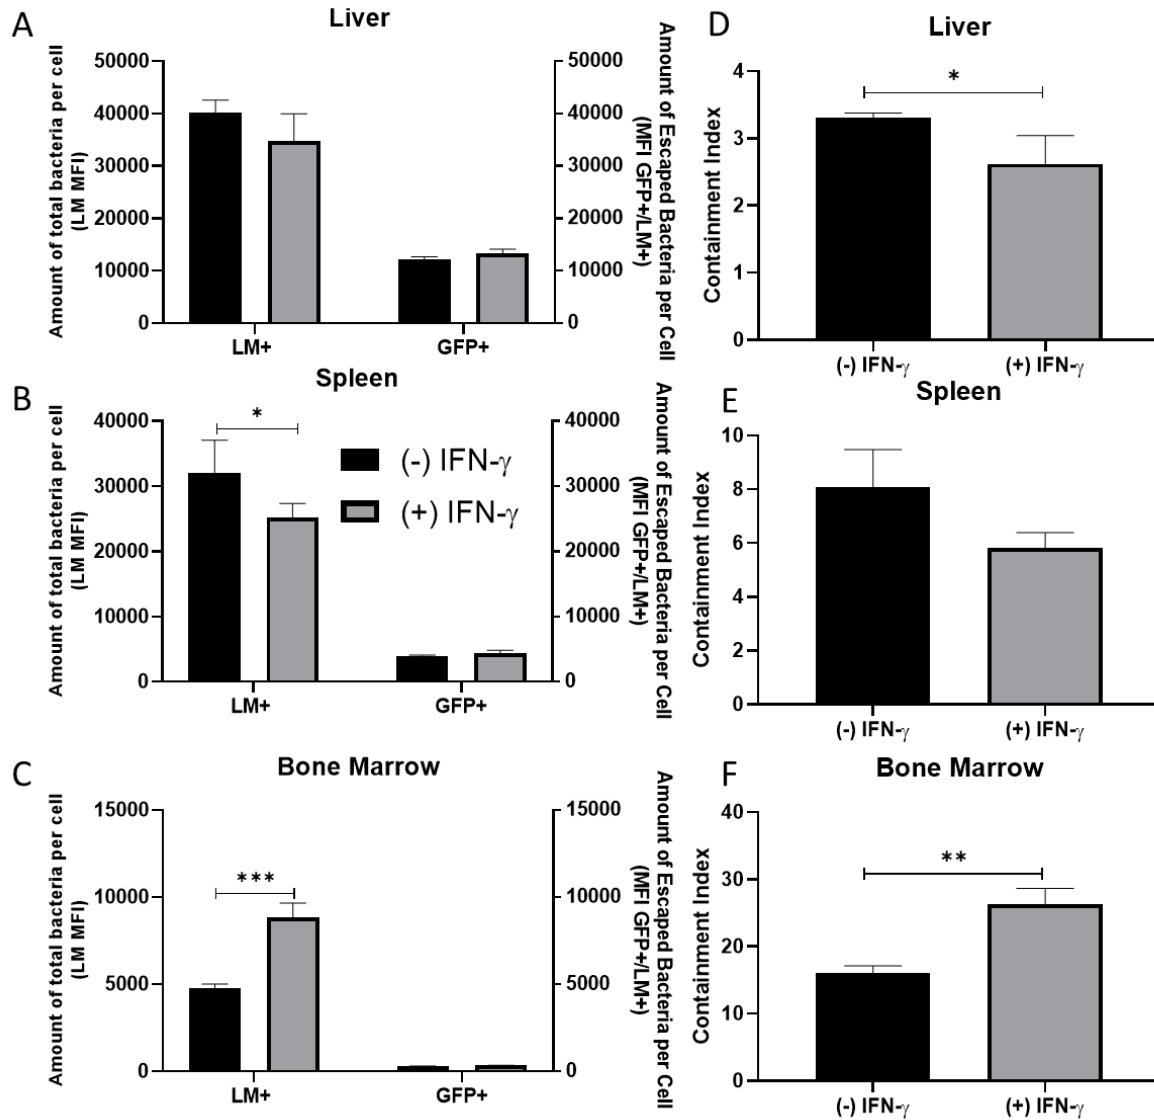 A
Liver
Amount of total bacteria per cell
(LM MFI)
50000
40000
30000
20000
10000
0
LM+
GFP+
50000
40000
30000
20000
10000
0
Amount of Escaped Bacteria per Cell
(MFI GFP+/LM+)
D
Liver
Containment Index
4
3
2
1
0
*
(-) IFN-γ
(+) IFN-γ
B
Spleen
Amount of total bacteria per cell
(LM MFI)
40000
30000
20000
10000
0
*
(-) IFN-γ
(+) IFN-γ
LM+
GFP+
40000
30000
20000
10000
0
Amount of Escaped Bacteria per Cell
(MFI GFP+/LM+)
E
Spleen
Containment Index
10
8
6
4
2
0
(-) IFN-γ
(+) IFN-γ
C
Bone Marrow
Amount of total bacteria per cell
(LM MFI)
15000
10000
5000
0
***
LM+
GFP+
15000
10000
5000
0
Amount of Escaped Bacteria per Cell
(MFI GFP+/LM+)
F
Bone Marrow
Containment Index
40
30
20
10
0
**
(-) IFN-γ
(+) IFN-γ